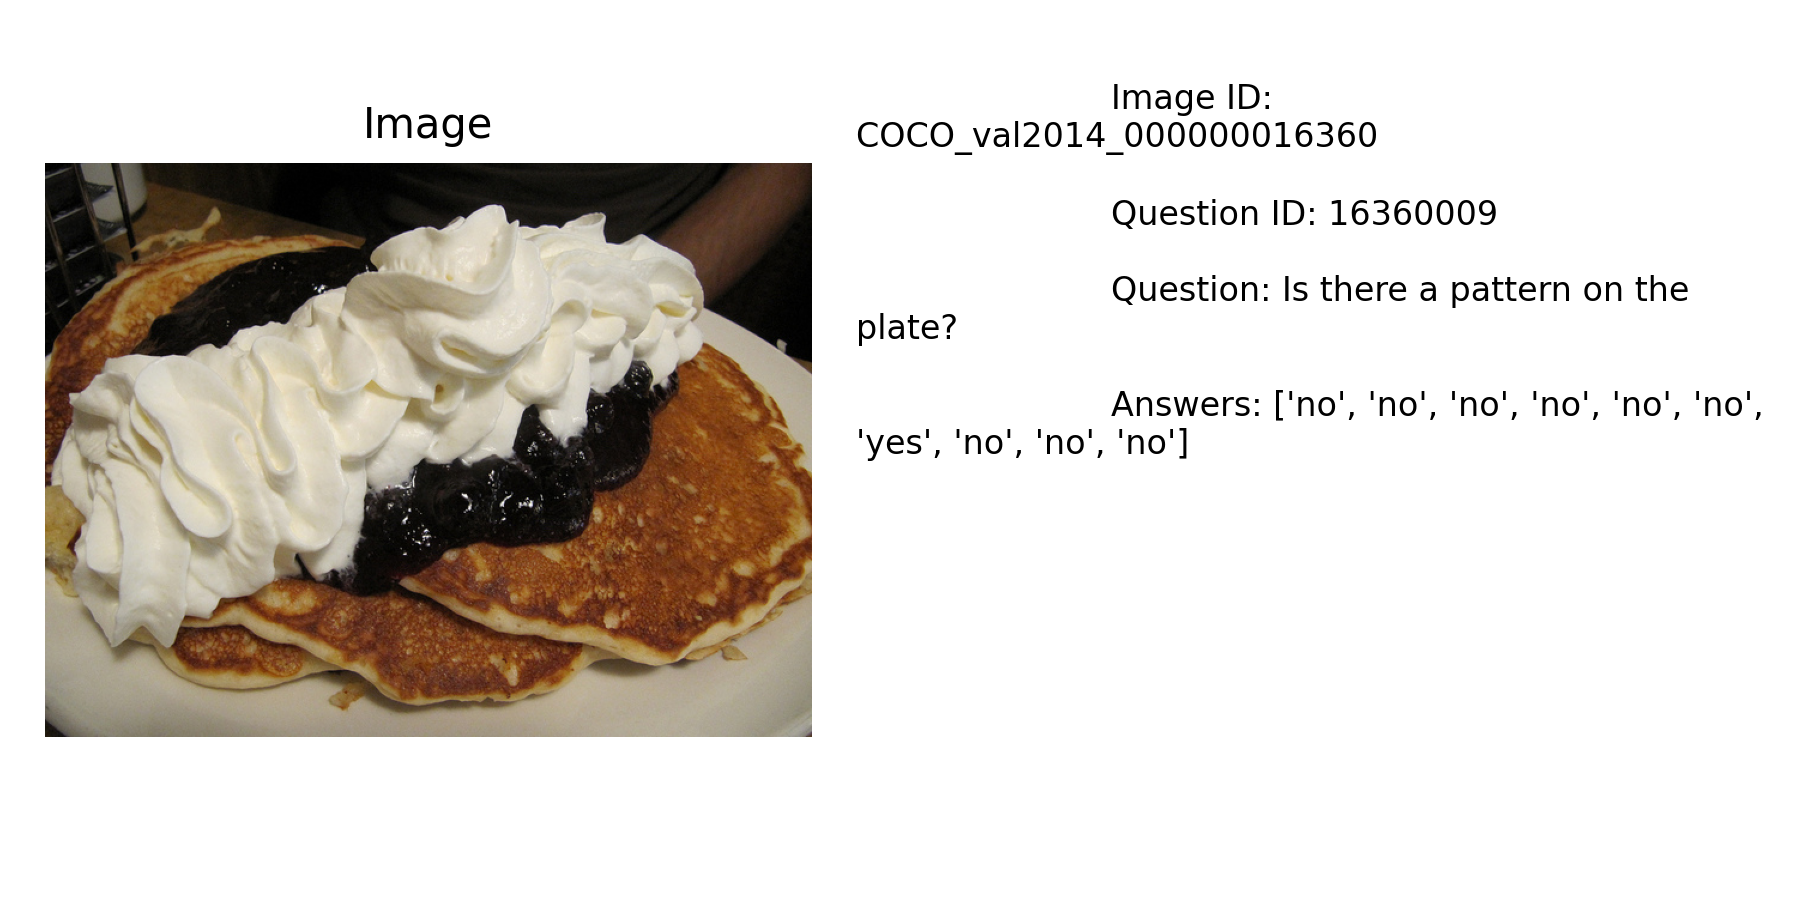 Image
Image ID:
COCO_val2014_000000016360
Question ID: 16360009
Question: Is there a pattern on the
plate?
Answers: ['no', 'no', 'no', 'no', 'no', 'no',
'yes', 'no', 'no', 'no']